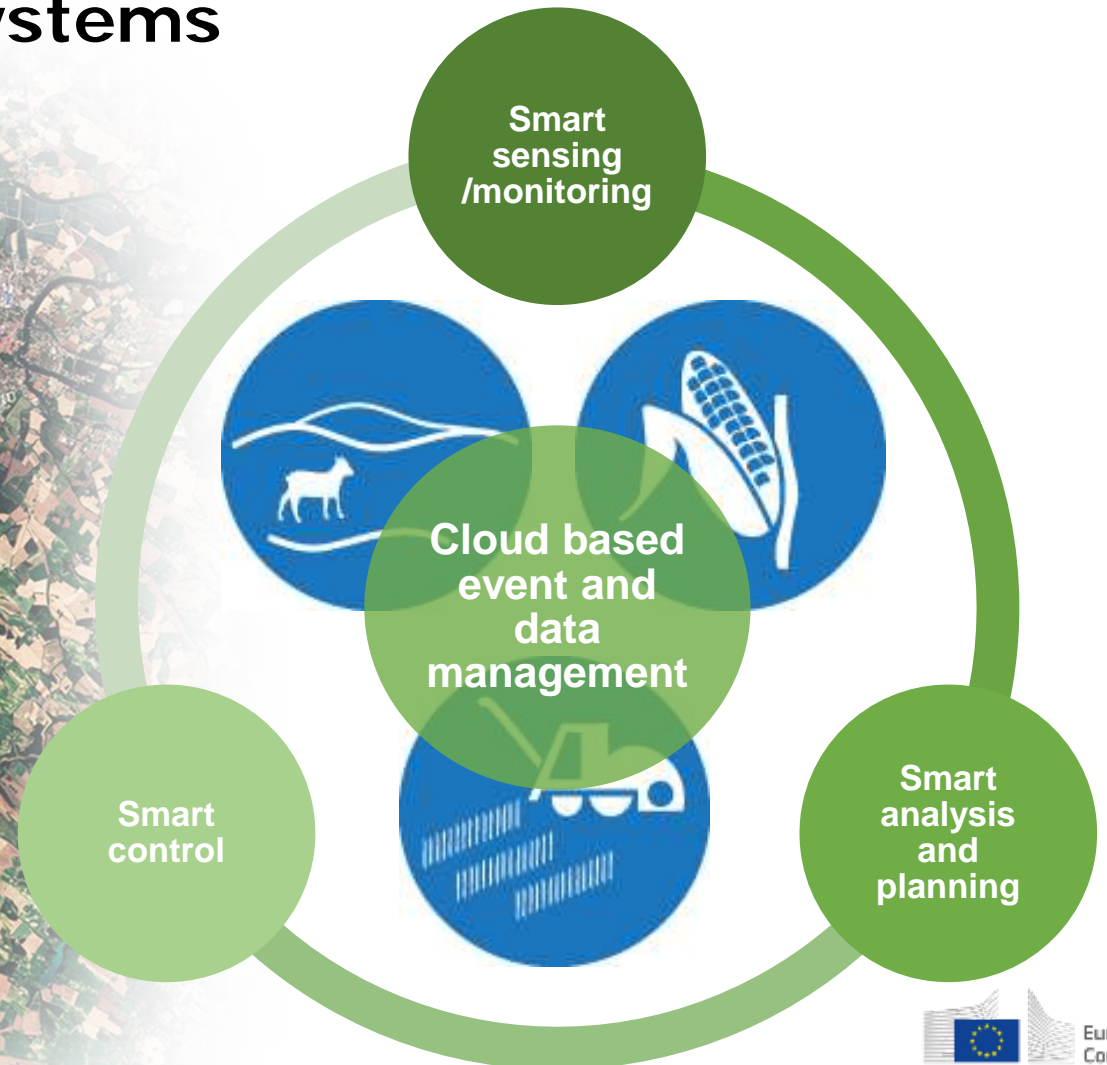 ystems
Smart
sensing
/monitoring
Cloud based
event and
data
management
Smart
control
Smart
analysis
and
planning